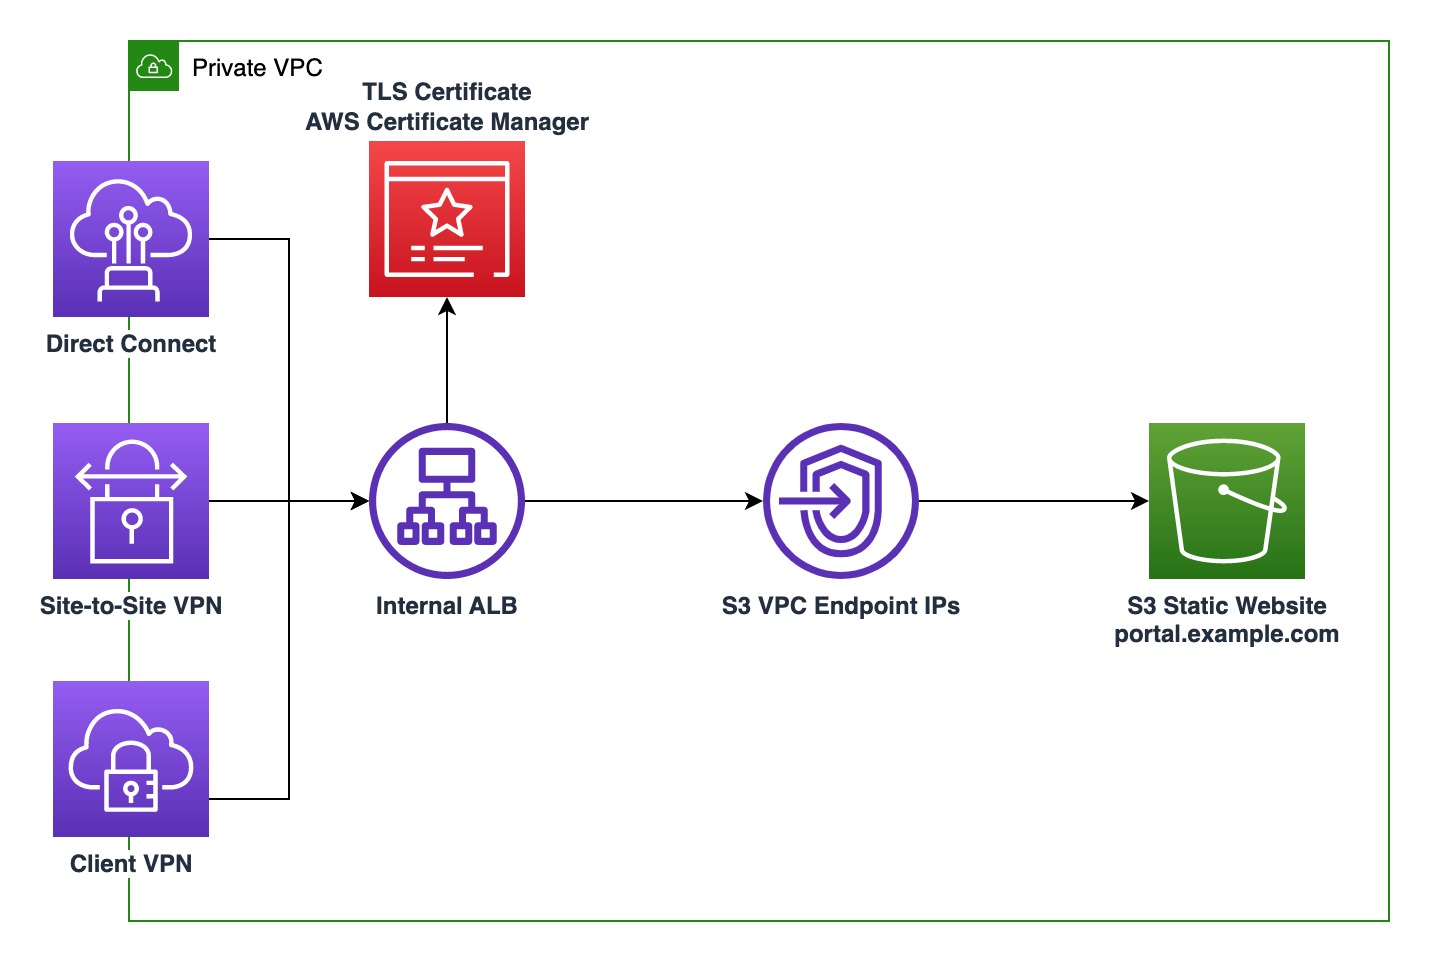 Private VPC
TLS Certificate
AWS Certificate Manager
Direct Connect
Site-to-Site VPN
Internal ALB
S3 VPC Endpoint IPs
S3 Static Website
portal.example.com
Client VPN